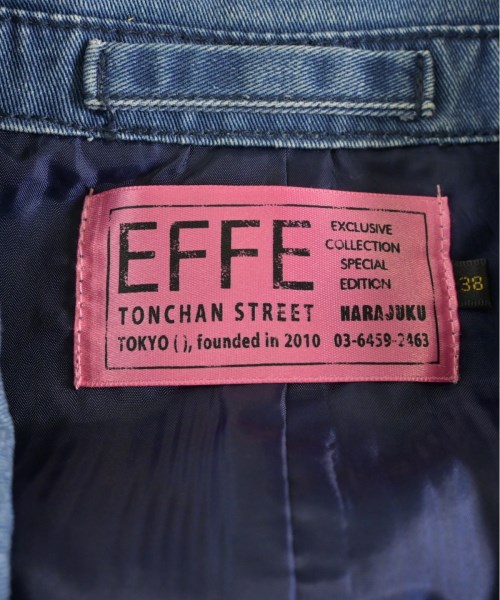 EFFE
EXCLUSIVE
COLLECTION
SPECIAL
EDITION
TONCHAN STREET HARAJUKU
TOKYO ( ), founded in 2010 03-6459-2463
38